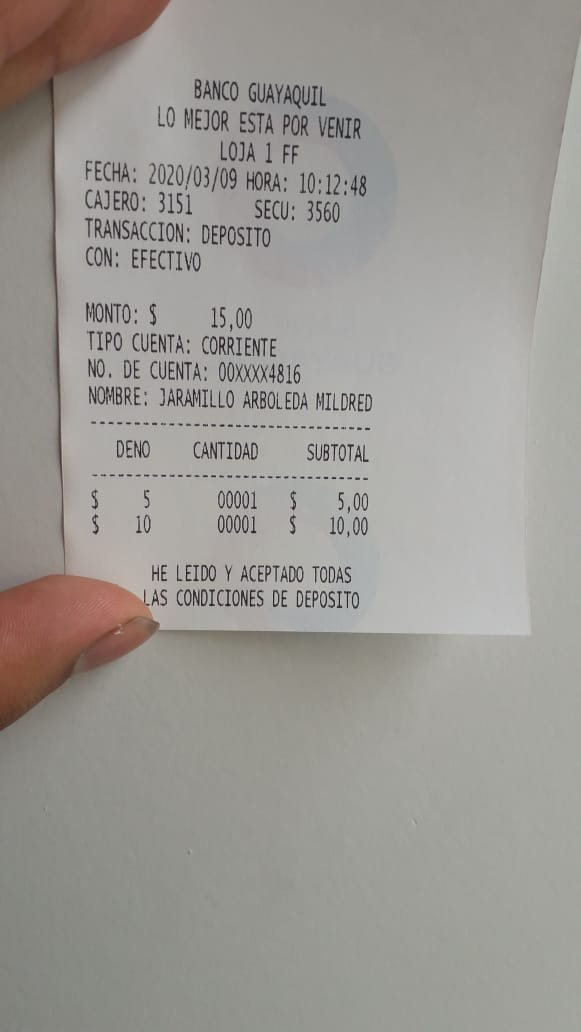 BANCO GUAYAQUIL
LO MEJOR ESTA POR VENIR
LOJA 1 FF
FECHA: 2020/03/09 HORA: 10:12:48
CAJERO: 3151 SECU: 3560
TRANSACCION: DEPOSITO
CON: EFECTIVO
MONTO: $ 15,00
TIPO CUENTA: CORRIENTE
NO. DE CUENTA: 00XXXX4816
NOMBRE: JARAMILLO ARBOLEDA MILDRED
--------------------------------
DENO CANTIDAD SUBTOTAL
--------------------------------
$ 5 00001 $ 5,00
$ 10 00001 $ 10,00
HE LEIDO Y ACEPTADO TODAS
LAS CONDICIONES DE DEPOSITO